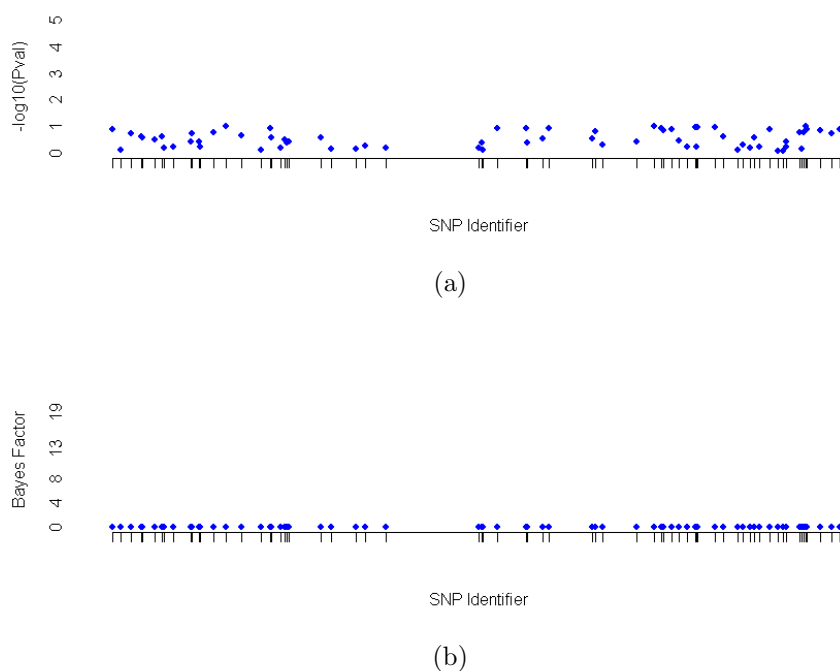 5
4
3
2
1
0
-log10(Pval)
SNP Identifier
(a)
19
13
8
4
0
Bayes Factor
SNP Identifier
(b)